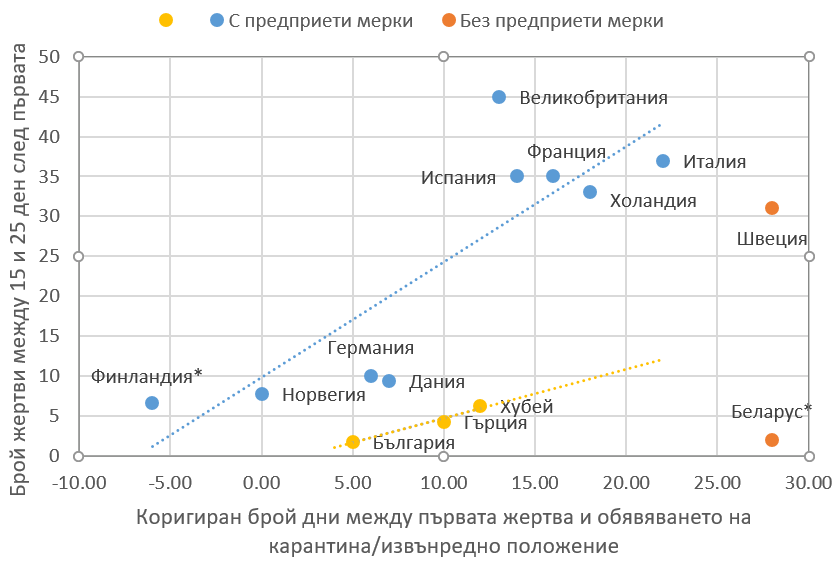 С предприети мерки
Без предприети мерки
Брой жертви между 15 и 25 ден след първата
50
45
40
35
30
25
20
15
10
5
0
Великобритания
Франция
Испания
Италия
Холандия
Швеция
Германия
Финландия*
Дания
Норвегия
Хубей
Гърция
Беларус*
България
-10.00
-5.00
0.00
5.00
10.00
15.00
20.00
25.00
30.00
Коригиран брой дни между първата жертва и обявяването на
карантина/извънредно положение